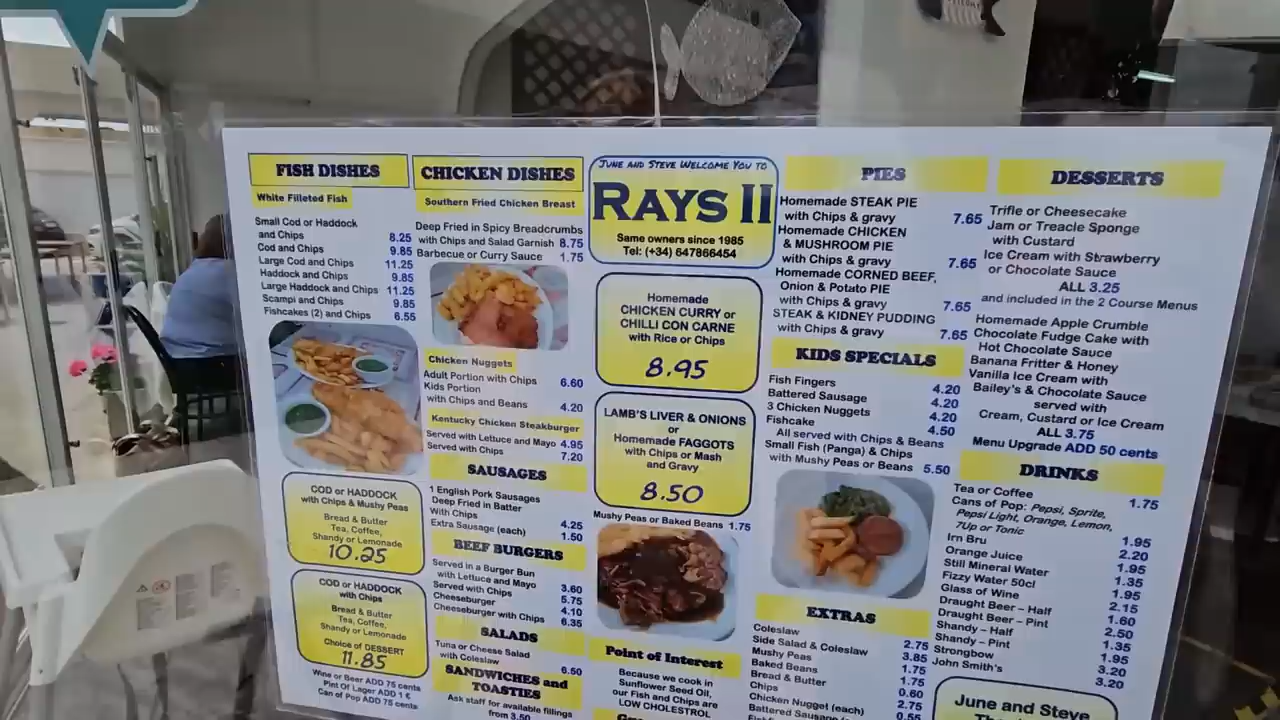 FISH DISHES
White Filleted Fish
Small Cod or Haddock
and Chips 8.25
Cod and Chips 9.85
Large Cod and Chips 11.25
Haddock and Chips 9.85
Large Haddock and Chips 11.25
Scampi and Chips 9.85
Fishcakes (2) and Chips 6.55
COD or HADDOCK
with Chips & Mushy Peas
Bread & Butter
Tea, Coffee,
Shandy or Lemonade
10.25
COD or HADDOCK
with Chips
Bread & Butter
Tea, Coffee,
Shandy or Lemonade
Choice of DESSERT
11.85
Wine or Beer ADD 75 cents
Pint Of Lager ADD 1 €
Can of Pop ADD 75 cents
CHICKEN DISHES
Southern Fried Chicken Breast
Deep Fried in Spicy Breadcrumbs
with Chips and Salad Garnish 8.75
Barbecue or Curry Sauce 1.75
Chicken Nuggets
Adult Portion with Chips 6.60
Kids Portion
with Chips and Beans 4.20
Kentucky Chicken Steakburger
Served with Lettuce and Mayo 4.95
Served with Chips 7.20
SAUSAGES
1 English Pork Sausages
Deep Fried in Batter
With Chips 4.25
Extra Sausage (each) 1.50
BEEF BURGERS
Served in a Burger Bun
with Lettuce and Mayo 3.60
Served with Chips 5.75
Cheeseburger 4.10
Cheeseburger with Chips 6.35
SALADS
Tuna or Cheese Salad
with Coleslaw 6.50
SANDWICHES and
TOASTIES
Ask staff for available fillings
from 3.50
JUNE AND STEVE WELCOME YOU TO
RAYS II
Same owners since 1985
Tel: (+34) 647866454
Homemade
CHICKEN CURRY or
CHILLI CON CARNE
with Rice or Chips
8.95
LAMB'S LIVER & ONIONS
or
Homemade FAGGOTS
with Chips or Mash
and Gravy
8.50
Mushy Peas or Baked Beans 1.75
Point of Interest
Because we cook in
Sunflower Seed Oil,
our Fish and Chips are
LOW CHOLESTROL
PIES
Homemade STEAK PIE
with Chips & gravy 7.65
Homemade CHICKEN
& MUSHROOM PIE
with Chips & gravy 7.65
Homemade CORNED BEEF,
Onion & Potato PIE
with Chips & gravy 7.65
STEAK & KIDNEY PUDDING
with Chips & gravy 7.65
KIDS SPECIALS
Fish Fingers 4.20
Battered Sausage 4.20
3 Chicken Nuggets 4.20
Fishcake 4.50
All served with Chips & Beans
Small Fish (Panga) & Chips
with Mushy Peas or Beans 5.50
EXTRAS
Coleslaw 2.75
Side Salad & Coleslaw 3.85
Mushy Peas 1.75
Baked Beans 1.75
Bread & Butter 0.60
Chips 2.75
Chicken Nugget (each) 0.55
Battered Sausage
DESSERTS
Trifle or Cheesecake
Jam or Treacle Sponge
with Custard
Ice Cream with Strawberry
or Chocolate Sauce
ALL 3.25
and included in the 2 Course Menus
Homemade Apple Crumble
Chocolate Fudge Cake with
Hot Chocolate Sauce
Banana Fritter & Honey
Vanilla Ice Cream with
Bailey's & Chocolate Sauce
served with
Cream, Custard or Ice Cream
ALL 3.75
Menu Upgrade ADD 50 cents
DRINKS
Tea or Coffee 1.75
Cans of Pop: Pepsi, Sprite,
Pepsi Light, Orange, Lemon,
7Up or Tonic 1.95
Irn Bru 2.20
Orange Juice 1.95
Still Mineral Water 1.35
Fizzy Water 50cl 1.95
Glass of Wine 2.15
Draught Beer – Half 1.60
Draught Beer – Pint 2.50
Shandy – Half 1.35
Shandy – Pint 1.95
Strongbow 3.20
John Smith's 3.20
June and Steve